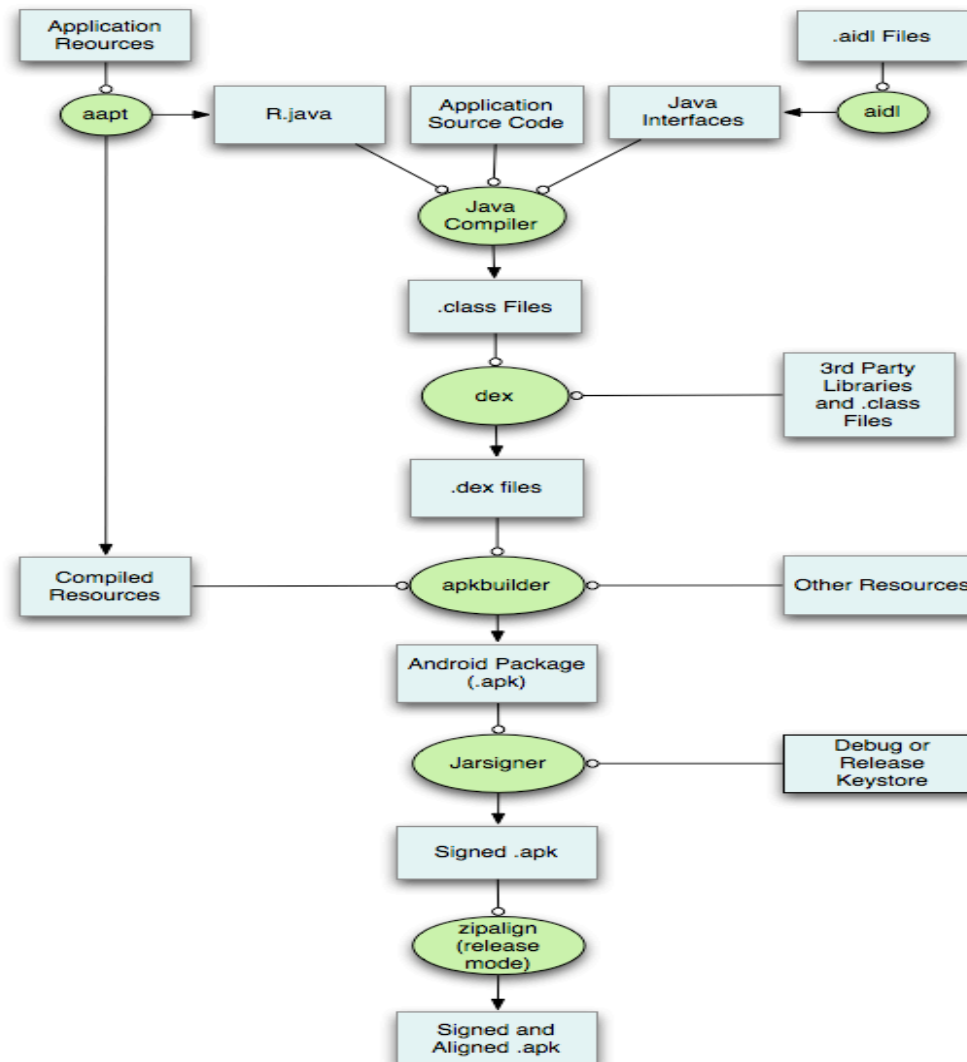 Application
Reources
.aidl Files
aapt
R.java
Application
Source Code
Java
Interfaces
aidl
Java
Compiler
.class Files
dex
3rd Party
Libraries
and .class
Files
.dex files
Compiled
Resources
apkbuilder
Other Resources
Android Package
(.apk)
Jarsigner
Debug or
Release
Keystore
Signed .apk
zipalign
(release
mode)
Signed and
Aligned .apk